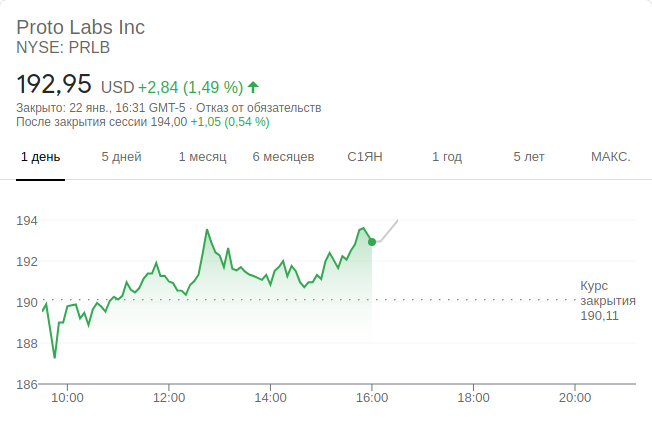 Proto Labs Inc
NYSE: PRLB
192,95 USD +2,84 (1,49 %)
Закрыто: 22 янв., 16:31 GMT-5 · Отказ от обязательств
После закрытия сессии 194,00 +1,05 (0,54 %)
1 день 5 дней 1 месяц 6 месяцев С1ЯН 1 год 5 лет МАКС.
194
192
190
188
186
Курс
закрытия
190,11
10:00 12:00 14:00 16:00 18:00 20:00